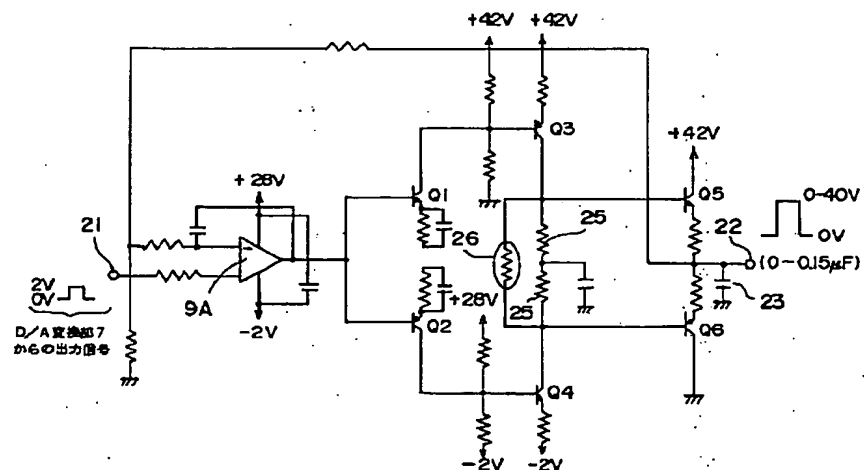 +42V +42V
Q3
+42V
+28V
Q1
Q5
0-40V
0V
21
25
22
26
(0-0.15μF)
9A
2V
0V
+28V
25
23
-2V
Q2
Q6
D/A変換部7
からの出力信号
Q4
-2V -2V